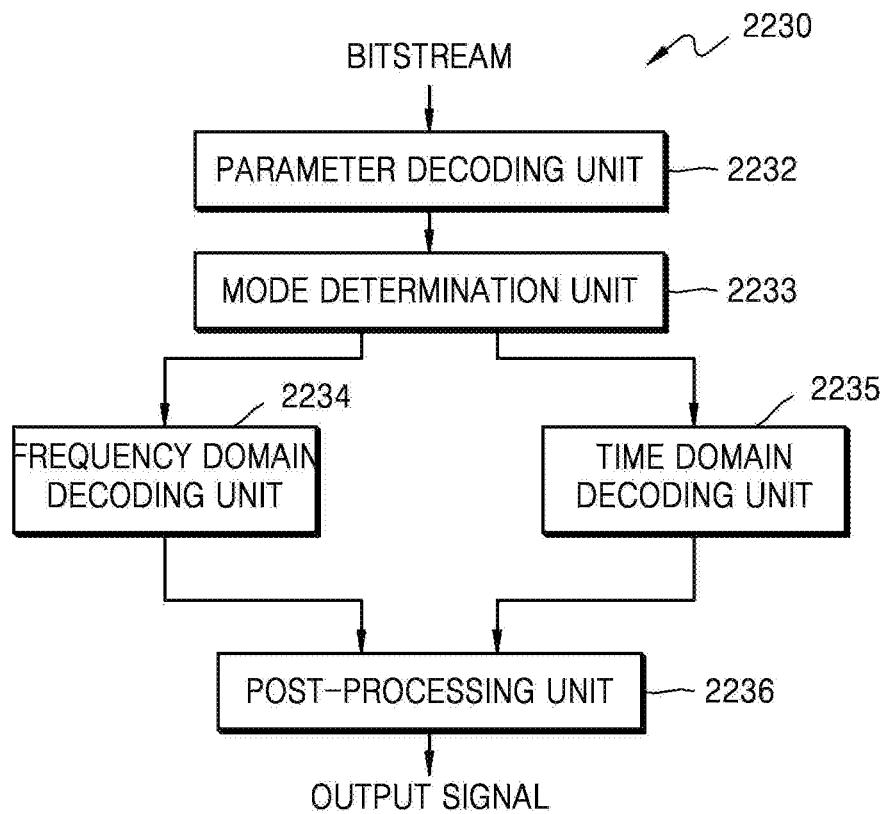 2230
BITSTREAM
PARAMETER DECODING UNIT
2232
MODE DETERMINATION UNIT
2233
2234
2235
FREQUENCY DOMAIN
DECODING UNIT
TIME DOMAIN
DECODING UNIT
POST-PROCESSING UNIT
2236
OUTPUT SIGNAL